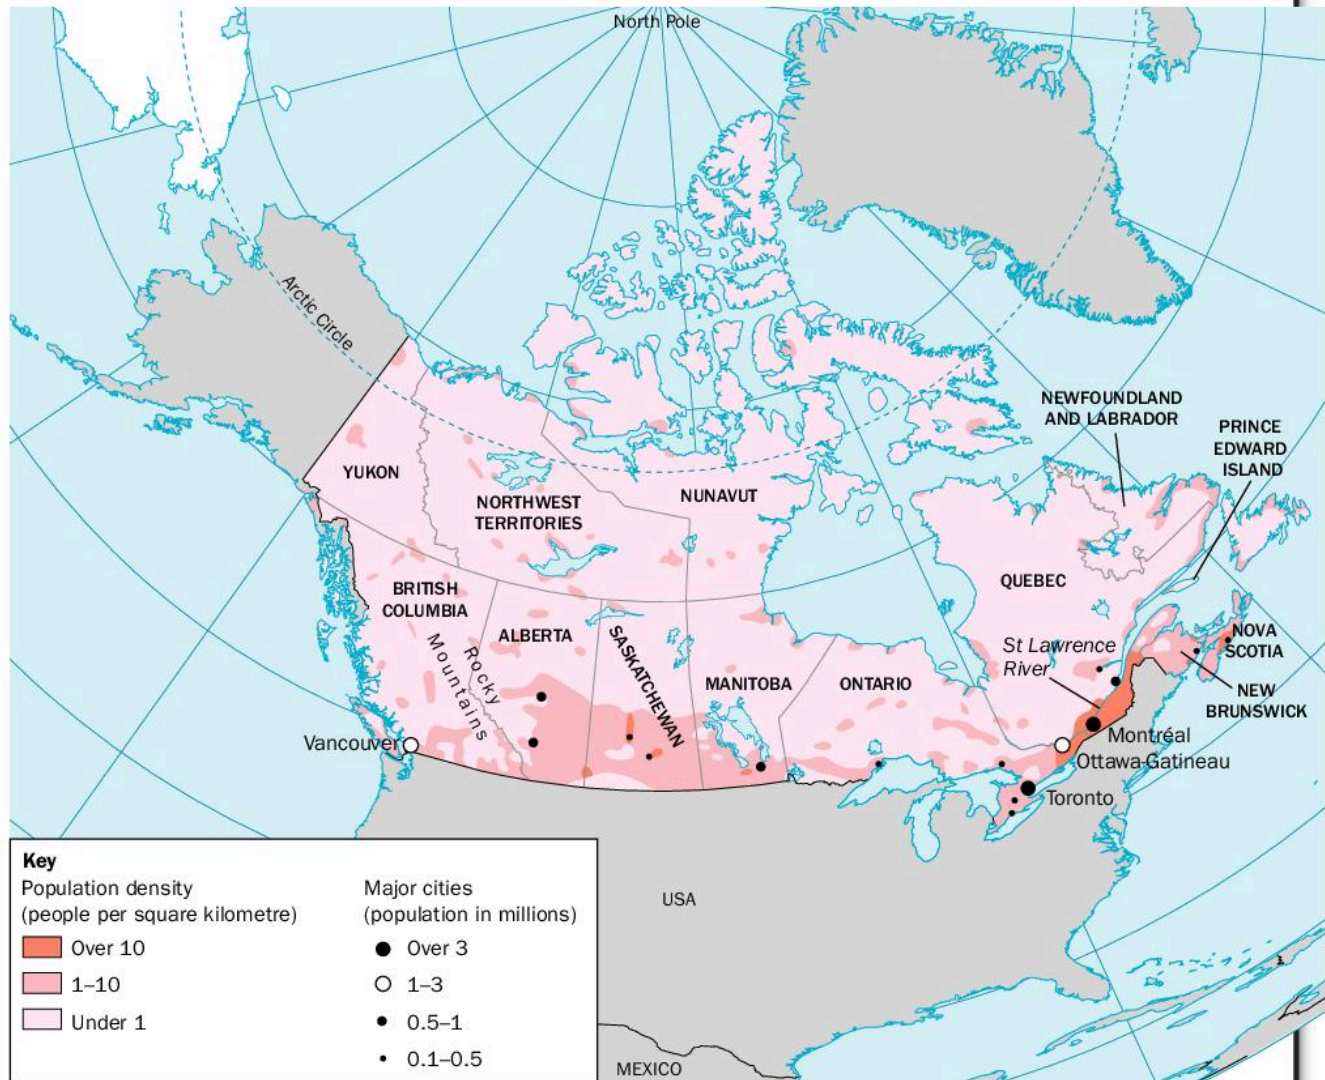 North Pole
Arctic Circle
NEWFOUNDLAND
AND LABRADOR
PRINCE
EDWARD
ISLAND
YUKON
NORTHWEST
TERRITORIES
NUNAVUT
BRITISH
COLUMBIA
ALBERTA
SASKATCHEWAN
MANITOBA
ONTARIO
QUEBEC
Rocky
Mountains
St Lawrence
River
NOVA
SCOTIA
NEW
BRUNSWICK
Vancouver
Montréal
Ottawa-Gatineau
Toronto
USA
MEXICO
Key
Population density
(people per square kilometre)
Over 10
1–10
Under 1
Major cities
(population in millions)
Over 3
1–3
0.5–1
0.1–0.5